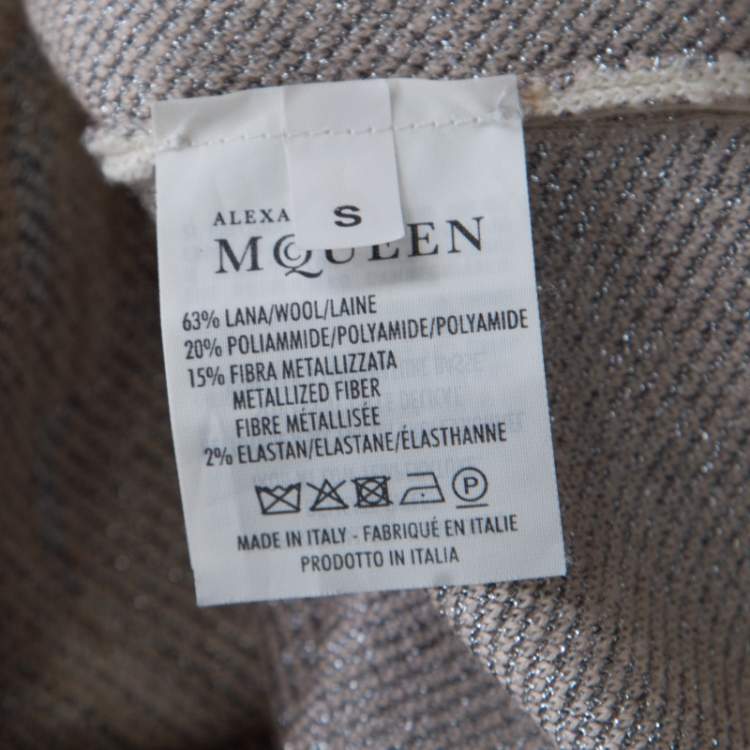 S
ALEXA
MCQUEEN
63% LANA/WOOL/LAINE
20% POLIAMMIDE/POLYAMIDE/POLYAMIDE
15% FIBRA METALLIZZATA
METALLIZED FIBER
FIBRE MÉTALLISÉE
2% ELASTAN/ELASTANE/ÉLASTHANNE
P
MADE IN ITALY - FABRIQUÉ EN ITALIE
PRODOTTO IN ITALIA